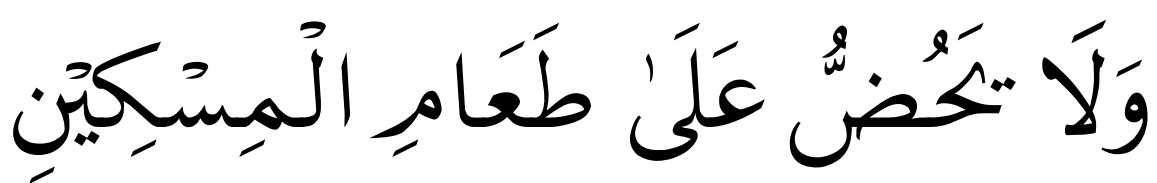 وَلَا يَحُضُّ عَلَىٰ طَعَامِ الْمِسْكِينِ